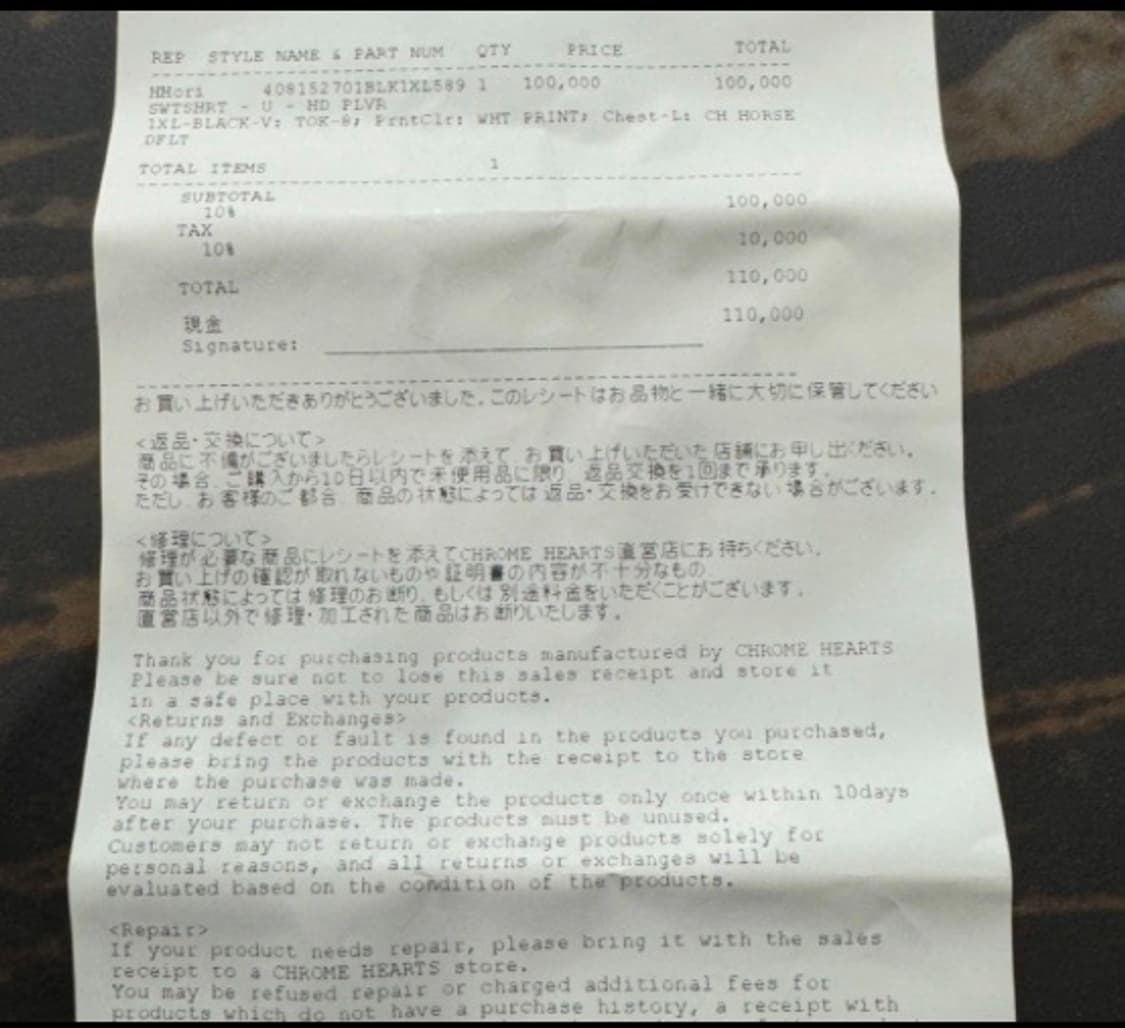 REP STYLE NAME & PART NUM QTY PRICE TOTAL
HHori 408152701BLK1XL589 1 100,000 100,000
SWTSHRT - U - HD PLVR
1XL-BLACK-V: TOK-8; PrntClr: WHT PRINT; Chest-L: CH HORSE
DFLT
TOTAL ITEMS 1
SUBTOTAL 100,000
10%
TAX 10,000
10%
TOTAL 110,000
現金 110,000
Signature:
お買い上げいただきありがとうございました。このレシートはお品物と一緒に大切に保管してください
<返品・交換について>
商品に不備がございましたらレシートを添えて、お買い上げいただいた店舗にお申し出ください。
その場合、ご購入から10日以内で未使用品に限り、返品交換を1回まで承ります。
ただし、お客様のご都合、商品の状態によっては返品・交換をお受けできない場合がございます。
<修理について>
修理が必要な商品にレシートを添えてCHROME HEARTS直営店にお持ちください。
お買い上げの確認が取れないものや証明書の内容が不十分なもの、
商品状態によっては修理のお断り、もしくは別途料金をいただくことがございます。
直営店以外で修理・加工された商品はお断りいたします。
Thank you for purchasing products manufactured by CHROME HEARTS
Please be sure not to lose this sales receipt and store it
in a safe place with your products.
<Returns and Exchanges>
If any defect or fault is found in the products you purchased,
please bring the products with the receipt to the store
where the purchase was made.
You may return or exchange the products only once within 10days
after your purchase. The products must be unused.
Customers may not return or exchange products solely for
personal reasons, and all returns or exchanges will be
evaluated based on the condition of the products.
<Repair>
If your product needs repair, please bring it with the sales
receipt to a CHROME HEARTS store.
You may be refused repair or charged additional fees for
products which do not have a purchase history, a receipt with